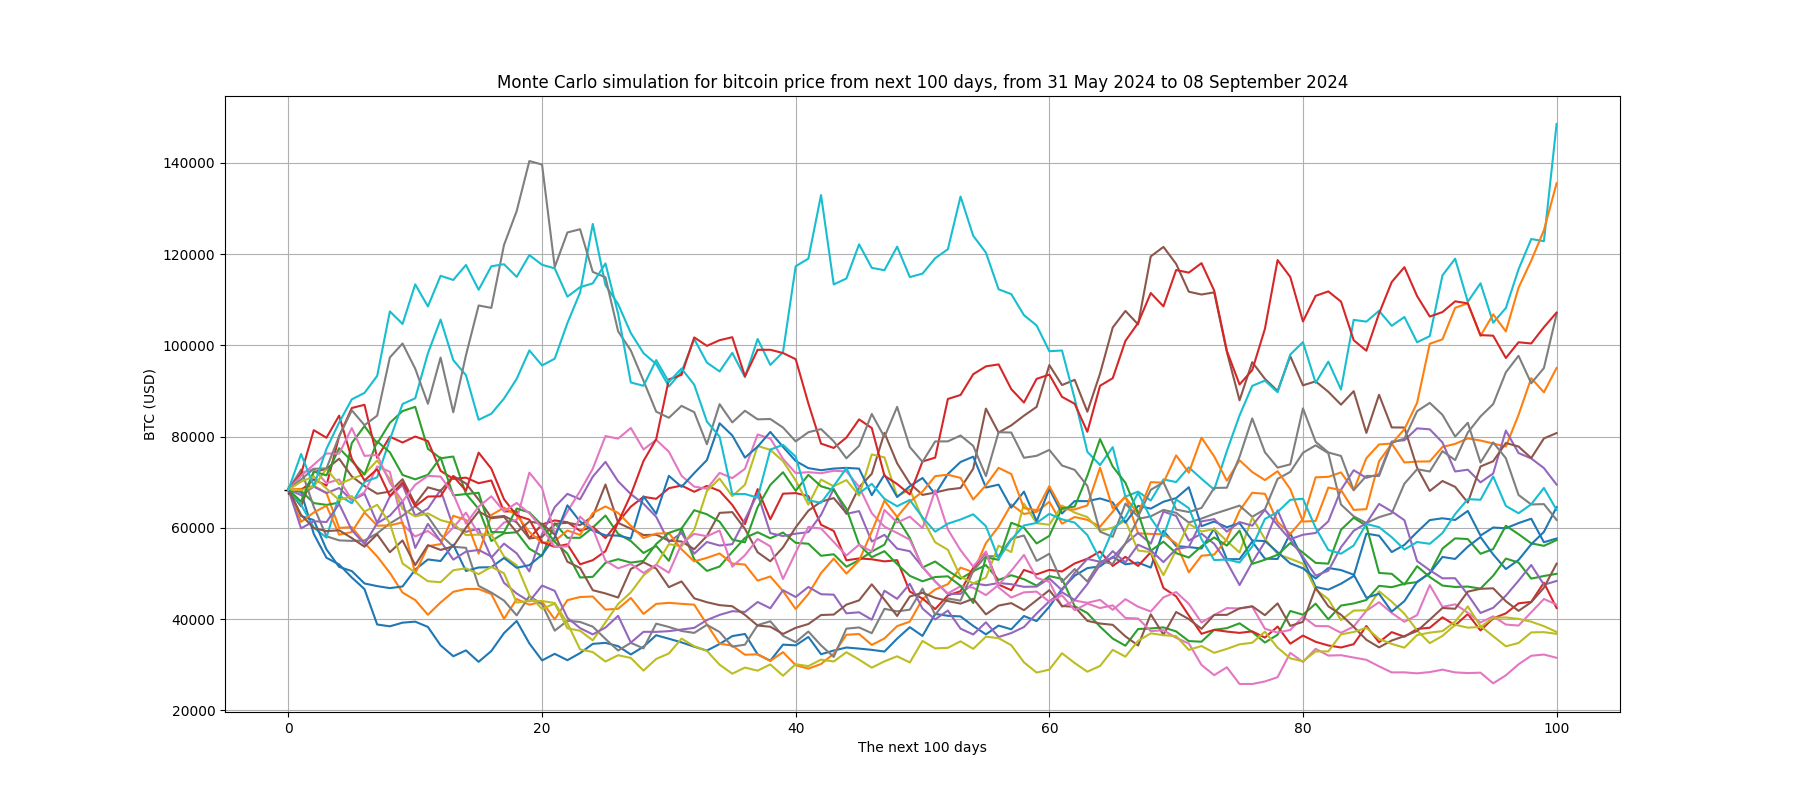 Monte Carlo simulation for bitcoin price from next 100 days, from 31 May 2024 to 08 September 2024
140000
120000
100000
80000
60000
40000
20000
BTC (USD)
0 20 40 60 80 100
The next 100 days